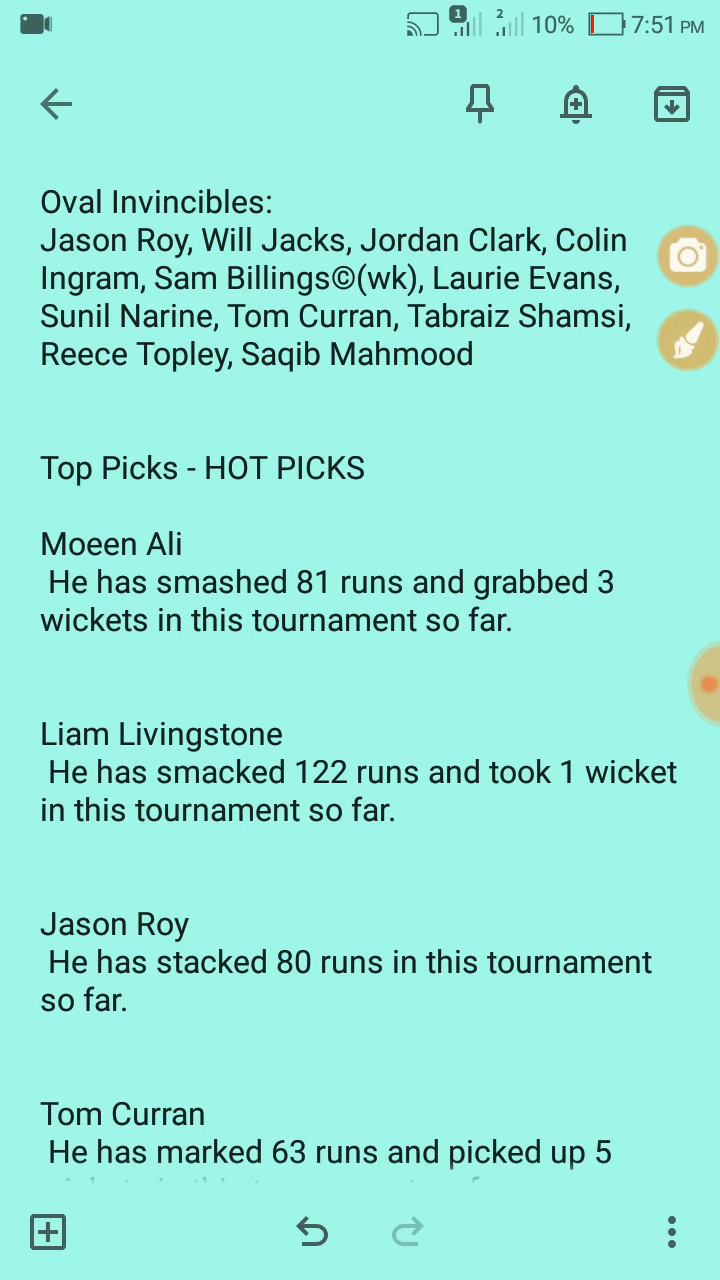 1 2 10% 7:51 PM
Oval Invincibles:
Jason Roy, Will Jacks, Jordan Clark, Colin
Ingram, Sam Billings©(wk), Laurie Evans,
Sunil Narine, Tom Curran, Tabraiz Shamsi,
Reece Topley, Saqib Mahmood
Top Picks - HOT PICKS
Moeen Ali
He has smashed 81 runs and grabbed 3
wickets in this tournament so far.
Liam Livingstone
He has smacked 122 runs and took 1 wicket
in this tournament so far.
Jason Roy
He has stacked 80 runs in this tournament
so far.
Tom Curran
He has marked 63 runs and picked up 5